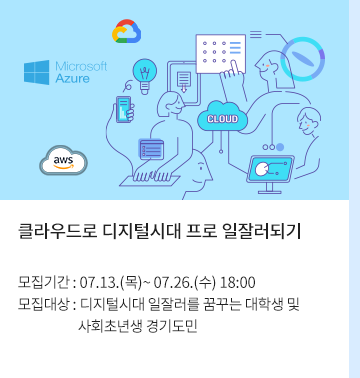 Microsoft
Azure
CLOUD
aws
클라우드로 디지털시대 프로 일잘러되기
모집기간 : 07.13.(목)~ 07.26.(수) 18:00
모집대상 : 디지털시대 일잘러를 꿈꾸는 대학생 및
사회초년생 경기도민